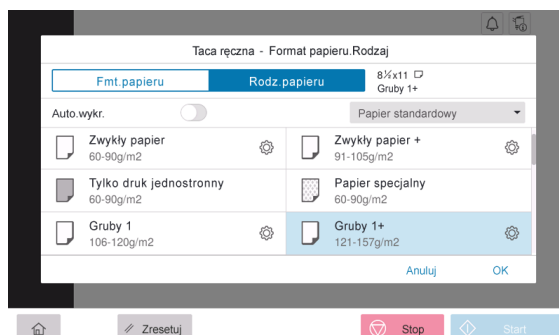 Taca ręczna - Format papieru.Rodzaj
Fmt.papieru
Rodz.papieru
8½x11
Gruby 1+
Auto.wykr.
Papier standardowy
Zwykły papier
60-90g/m2
Zwykły papier +
91-105g/m2
Tylko druk jednostronny
60-90g/m2
Papier specjalny
60-90g/m2
Gruby 1
106-120g/m2
Gruby 1+
121-157g/m2
Anuluj
OK
Zresetuj
Stop
Start